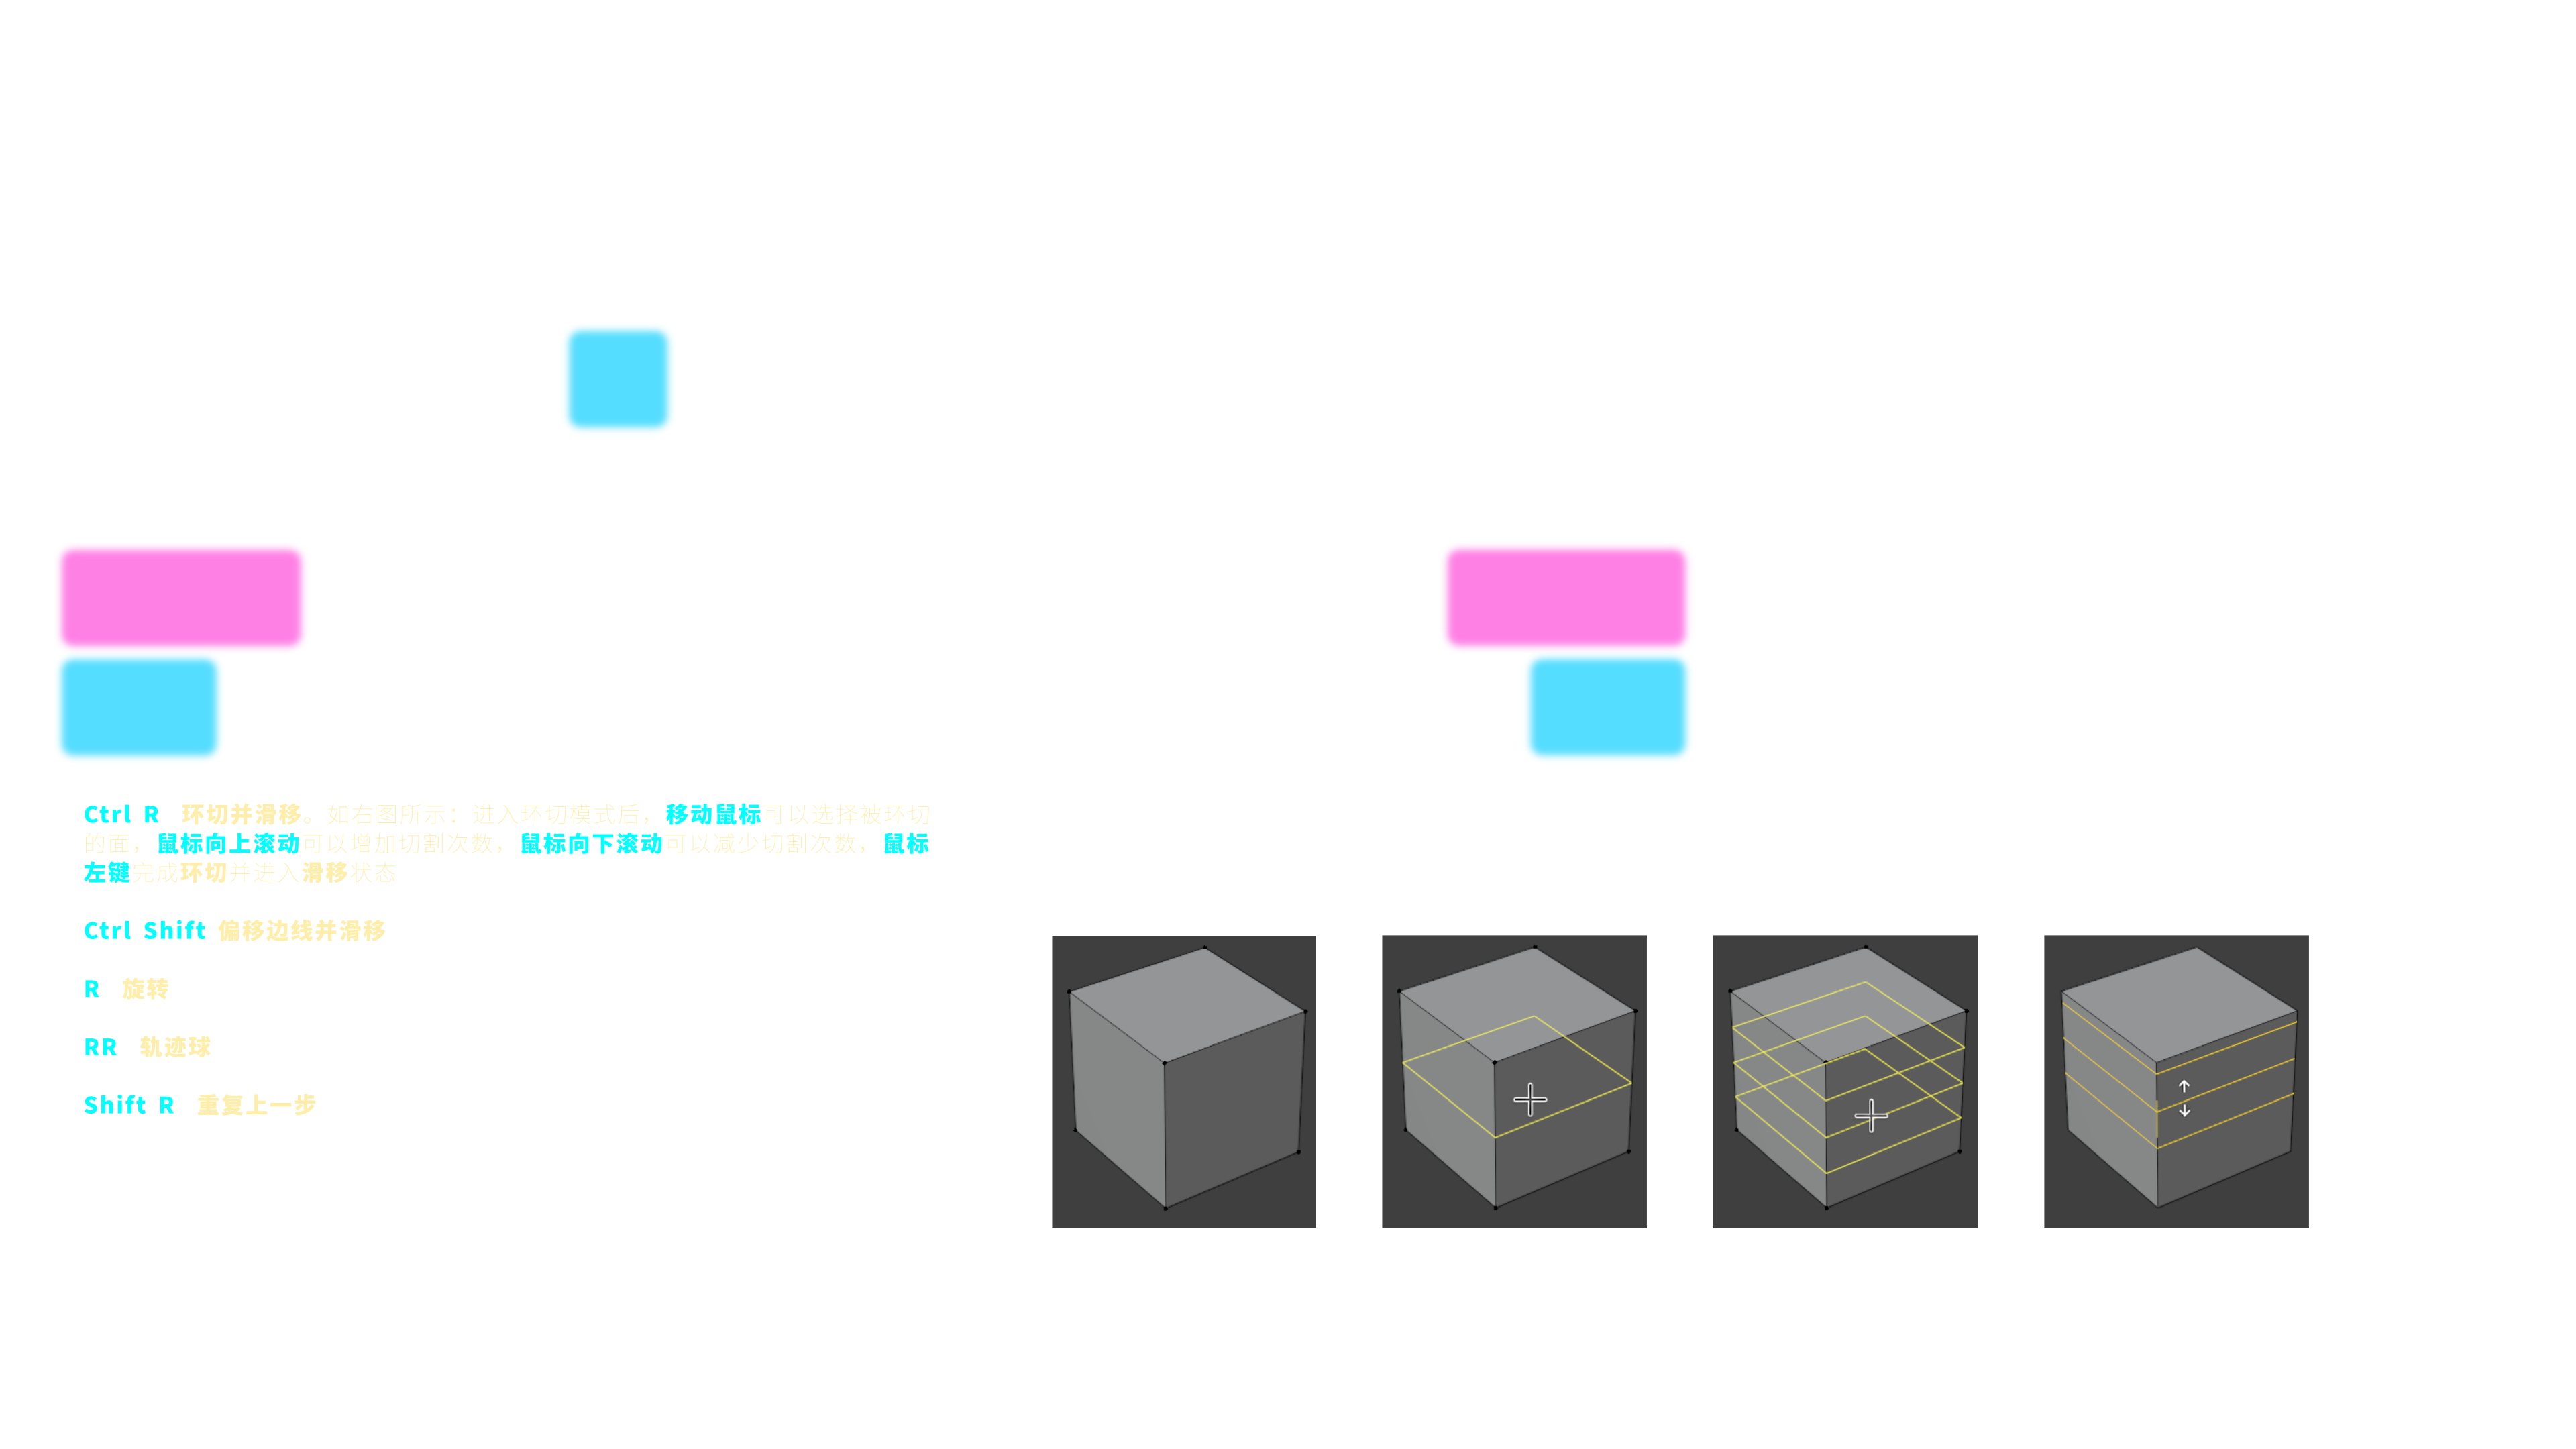 Ctrl R 环切并滑移。如右图所示：进入环切模式后，移动鼠标可以选择被环切
的面，鼠标向上滚动可以增加切割次数，鼠标向下滚动可以减少切割次数，鼠标
左键完成环切并进入滑移状态
Ctrl Shift 偏移边线并滑移
R 旋转
RR 轨迹球
Shift R 重复上一步